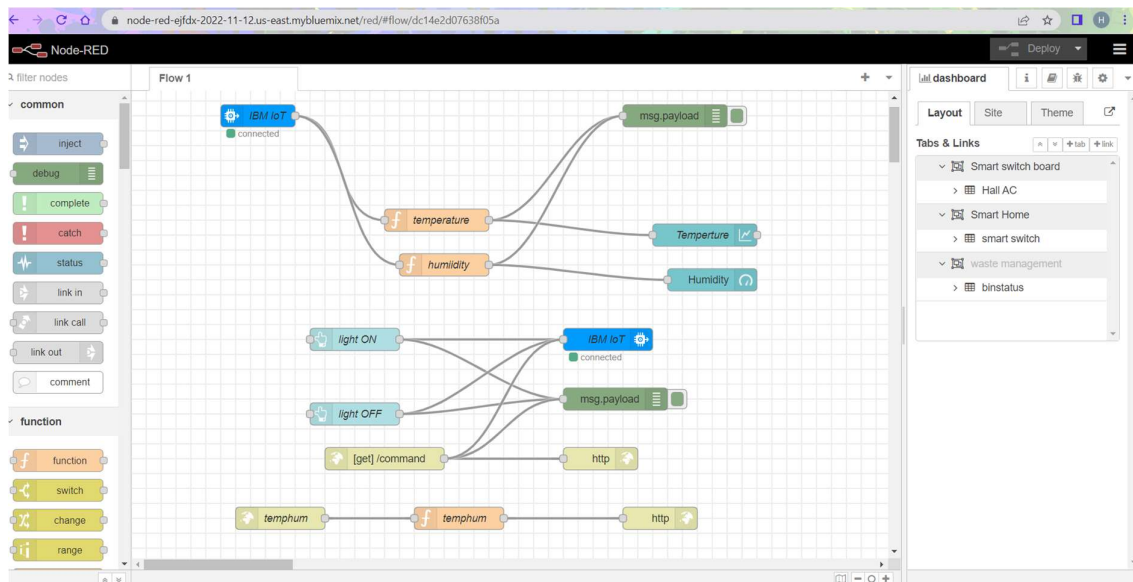 node-red-ejfdx-2022-11-12.us-east.mybluemix.net/red/#flow/dc14e2d07638f05a
H
Node-RED
Deploy
filter nodes
Flow 1
dashboard
i
common
inject
debug
complete
catch
status
link in
link call
link out
comment
function
function
switch
change
range
IBM IoT
connected
msg.payload
temperature
Temperture
humiidity
Humidity
light ON
IBM IoT
connected
msg.payload
light OFF
[get] /command
http
temphum
temphum
http
Layout
Site
Theme
Tabs & Links
+tab
+link
Smart switch board
Hall AC
Smart Home
smart switch
waste management
binstatus